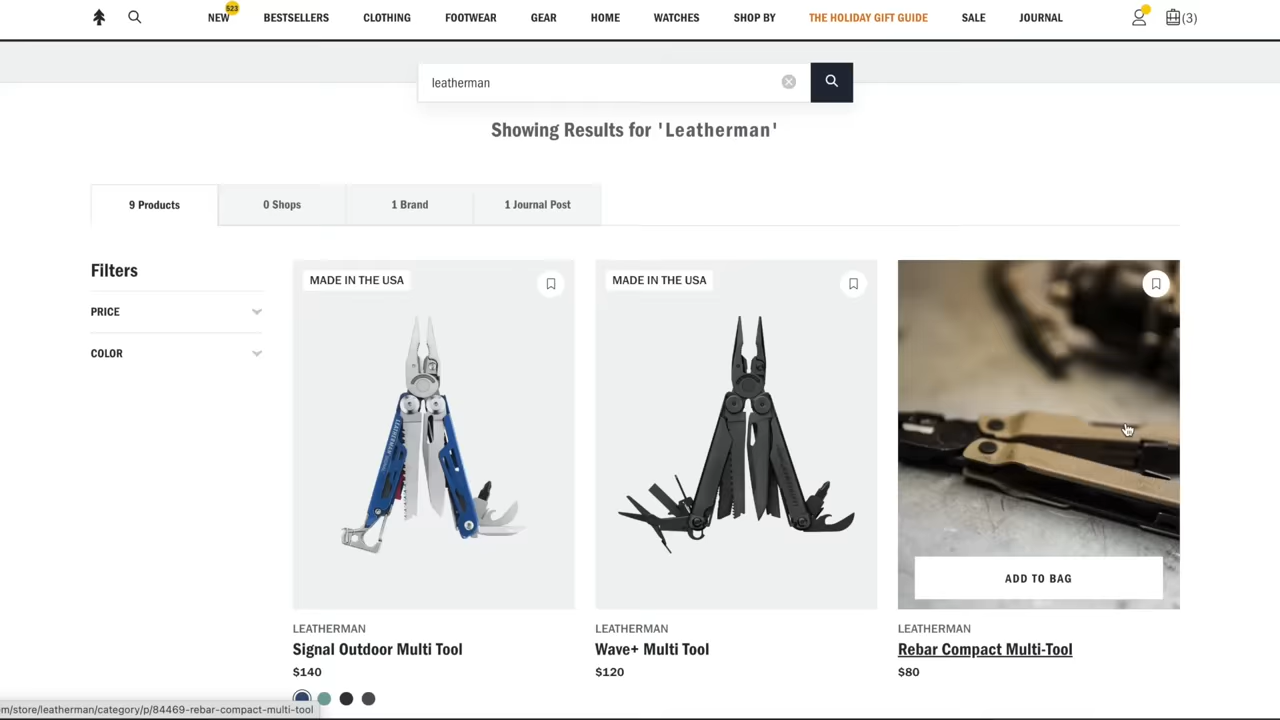 NEW 523 BESTSELLERS CLOTHING FOOTWEAR GEAR HOME WATCHES SHOP BY THE HOLIDAY GIFT GUIDE SALE JOURNAL (3)
leatherman
Showing Results for 'Leatherman'
9 Products 0 Shops 1 Brand 1 Journal Post
Filters
PRICE
COLOR
MADE IN THE USA
LEATHERMAN
LEATHERMAN
Signal Outdoor Multi Tool
$140
MADE IN THE USA
LEATHERMAN
Wave+ Multi Tool
$120
ADD TO BAG
LEATHERMAN
Rebar Compact Multi-Tool
$80
m/store/leatherman/category/p/84469-rebar-compact-multi-tool